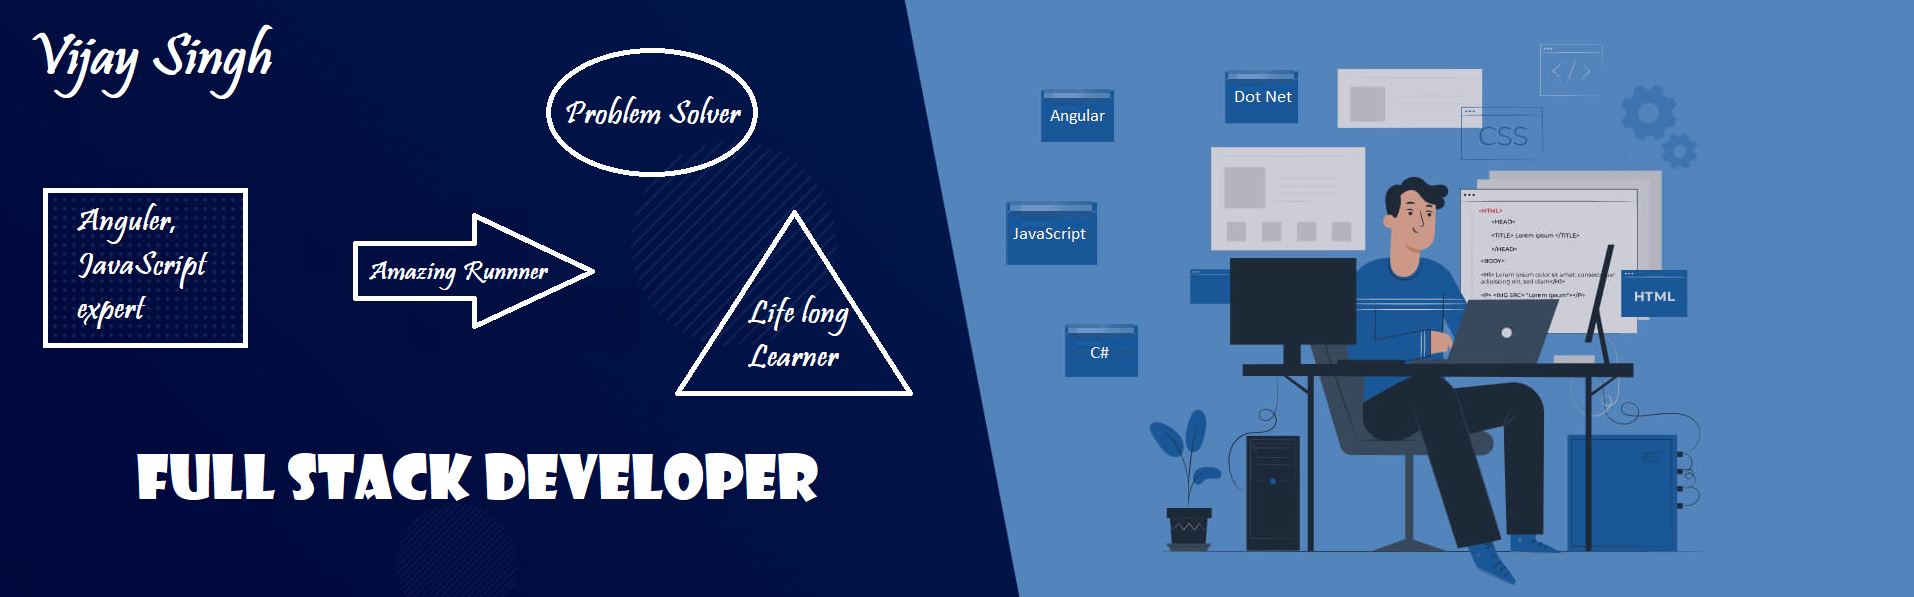 Vijay Singh
Problem Solver
Anguler,
JavaScript
expert
Amazing Runnner
Life long
Learner
FULL STACK DEVELOPER
Angular
Dot Net
JavaScript
C#
</>
CSS
<HTML>
<HEAD>
<TITLE> Lorem ipsum </TITLE>
</HEAD>
<BODY>
<H1> Lorem ipsum dolor sit amet, consectetuer
adipiscing elit, sed diam</H1>
<P> <IMG SRC= "Lorem ipsum"></P>
HTML